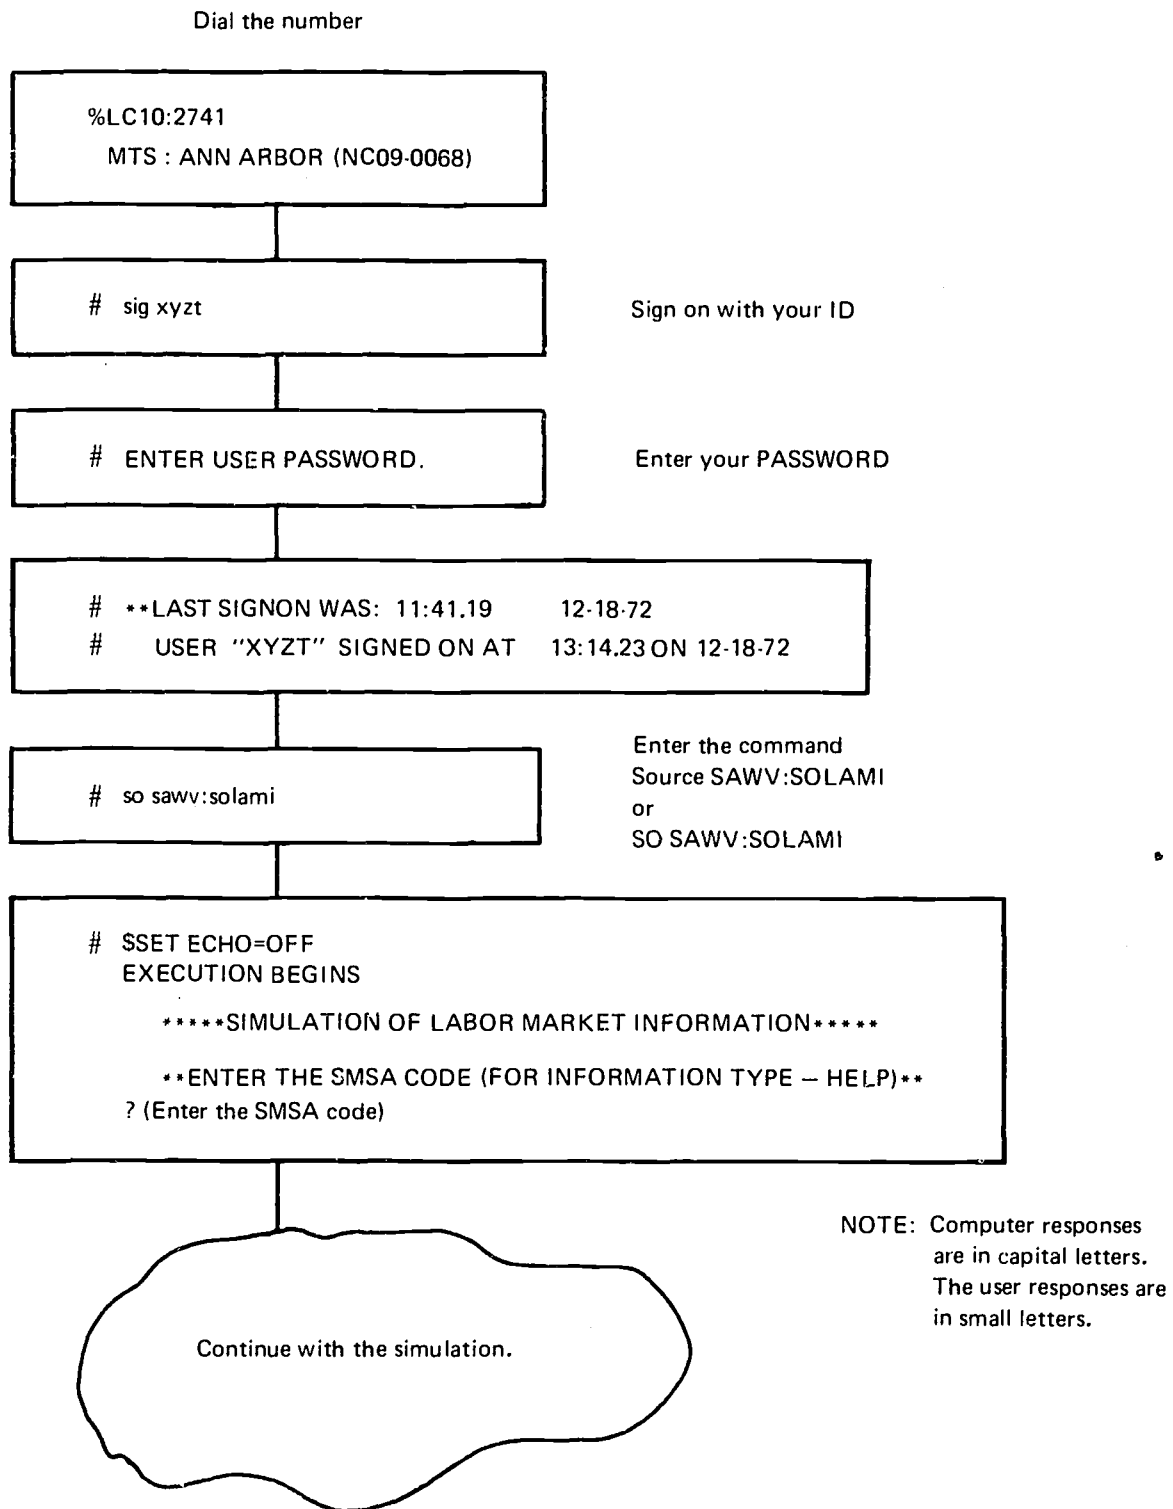 Dial the number
%LC10:2741
MTS : ANN ARBOR (NC09-0068)
# sig xyzt
Sign on with your ID
# ENTER USER PASSWORD.
Enter your PASSWORD
# **LAST SIGNON WAS: 11:41.19 12-18-72
# USER "XYZT" SIGNED ON AT 13:14.23 ON 12-18-72
# so sawv:solami
Enter the command
Source SAWV:SOLAMI
or
SO SAWV:SOLAMI
# $SET ECHO=OFF
EXECUTION BEGINS
*****SIMULATION OF LABOR MARKET INFORMATION*****
**ENTER THE SMSA CODE (FOR INFORMATION TYPE – HELP)**
? (Enter the SMSA code)
NOTE: Computer responses
are in capital letters.
The user responses are
in small letters.
Continue with the simulation.